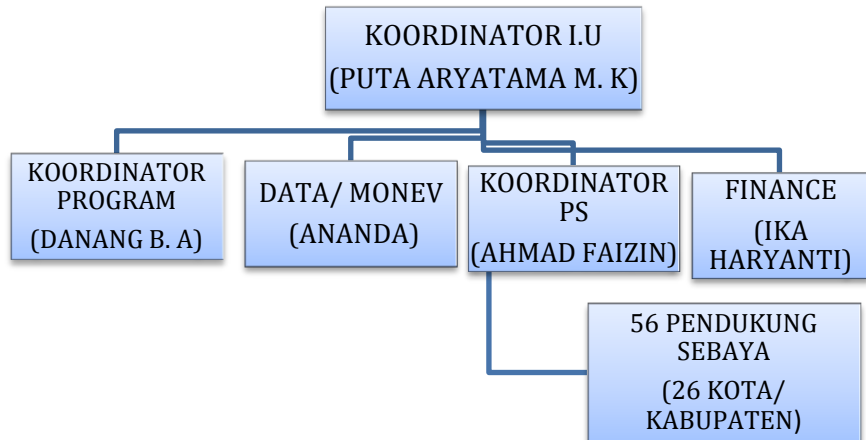 KOORDINATOR I.U
(PUTA ARYATAMA M. K)
KOORDINATOR
PROGRAM
(DANANG B. A)
DATA/ MONEV
(ANANDA)
KOORDINATOR
PS
(AHMAD FAIZIN)
FINANCE
(IKA
HARYANTI)
56 PENDUKUNG
SEBAYA
(26 KOTA/
KABUPATEN)